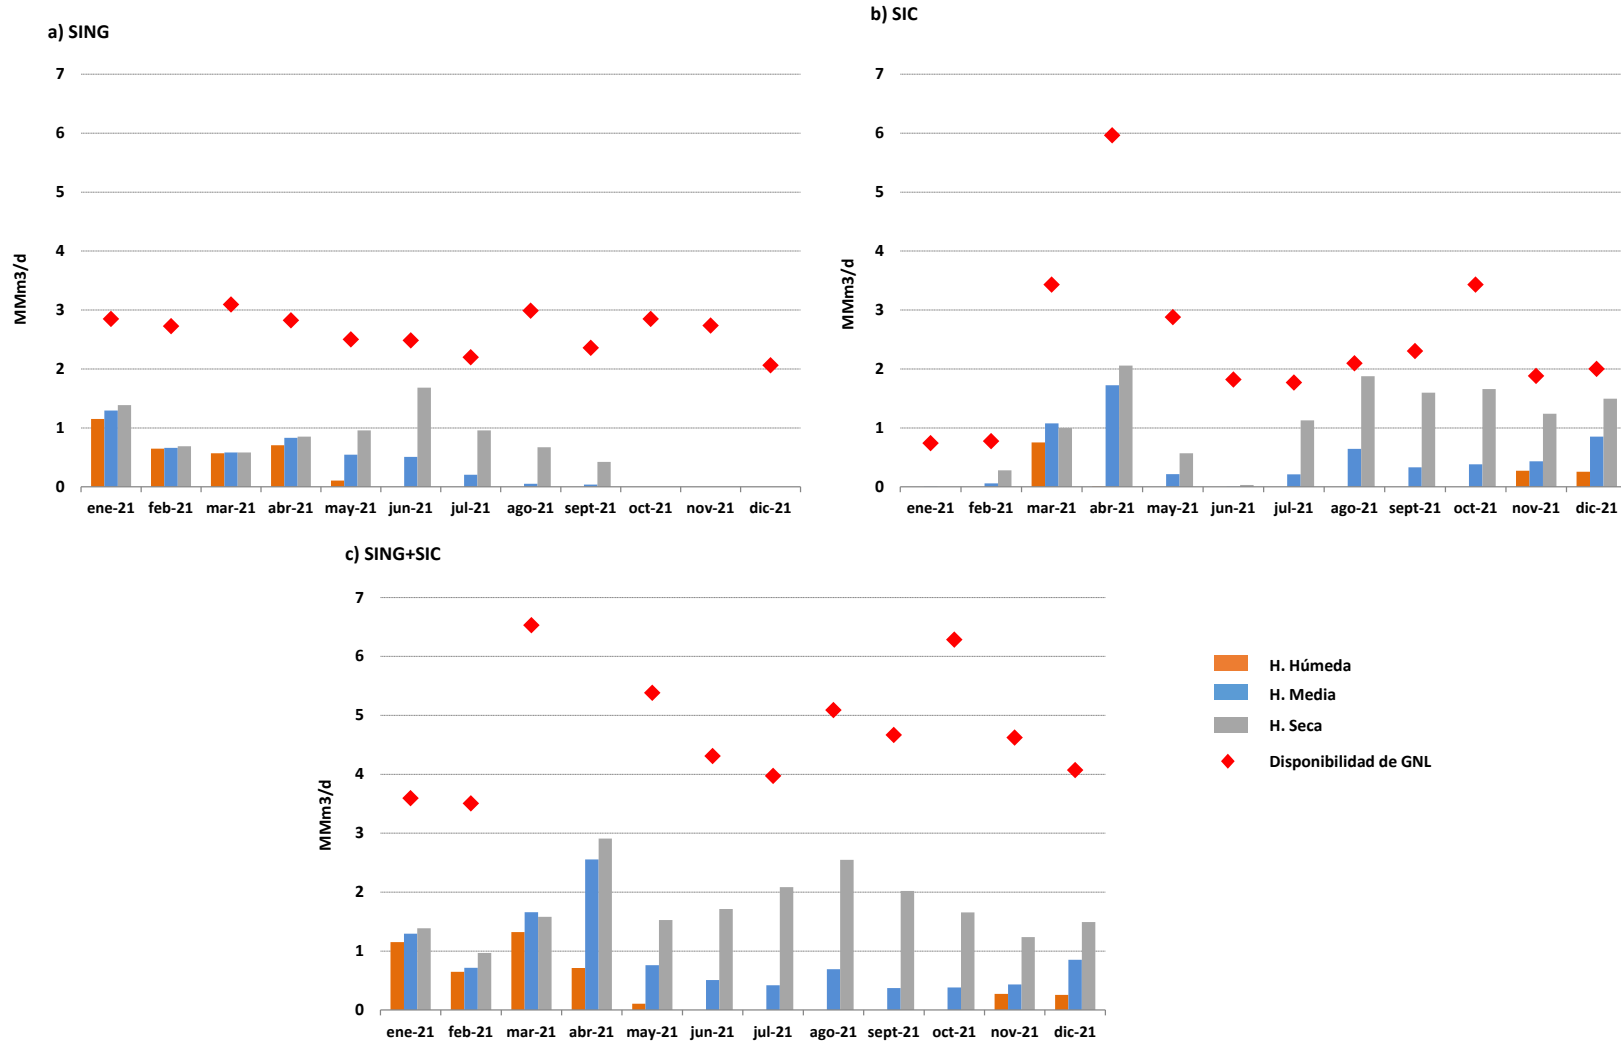 a) SING
7
6
5
4
3
2
1
0
MMm3/d
ene-21 feb-21 mar-21 abr-21 may-21 jun-21 jul-21 ago-21 sept-21 oct-21 nov-21 dic-21
b) SIC
7
6
5
4
3
2
1
0
MMm3/d
ene-21 feb-21 mar-21 abr-21 may-21 jun-21 jul-21 ago-21 sept-21 oct-21 nov-21 dic-21
c) SING+SIC
7
6
5
4
3
2
1
0
MMm3/d
ene-21 feb-21 mar-21 abr-21 may-21 jun-21 jul-21 ago-21 sept-21 oct-21 nov-21 dic-21
H. Húmeda
H. Media
H. Seca
Disponibilidad de GNL